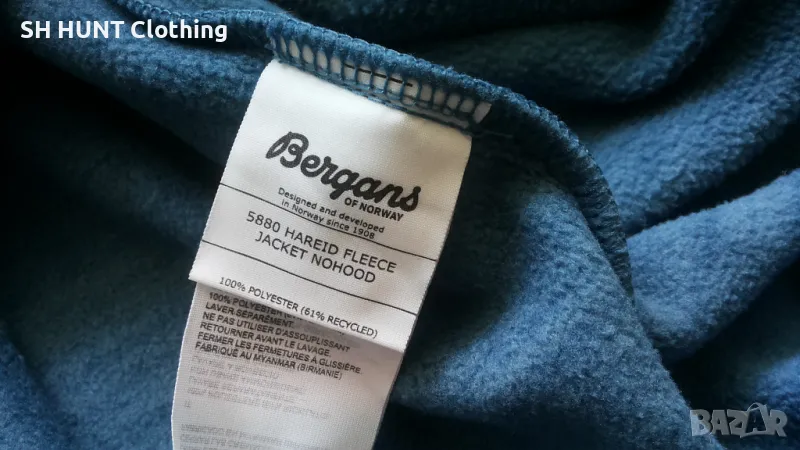 SH HUNT Clothing
Bergans
OF NORWAY
Designed and developed
in Norway since 1908
5880 HAREID FLEECE
JACKET NOHOOD
100% POLYESTER (61% RECYCLED)
100% POLYESTER
LAVER SÉPARÉMENT.
NE PAS UTILISER D'ASSOUPLISSANT
RETOURNER AVANT LE LAVAGE.
FERMER LES FERMETURES À GLISSIÈRE.
FABRIQUÉ AU MYANMAR (BIRMANIE)
BAZAR